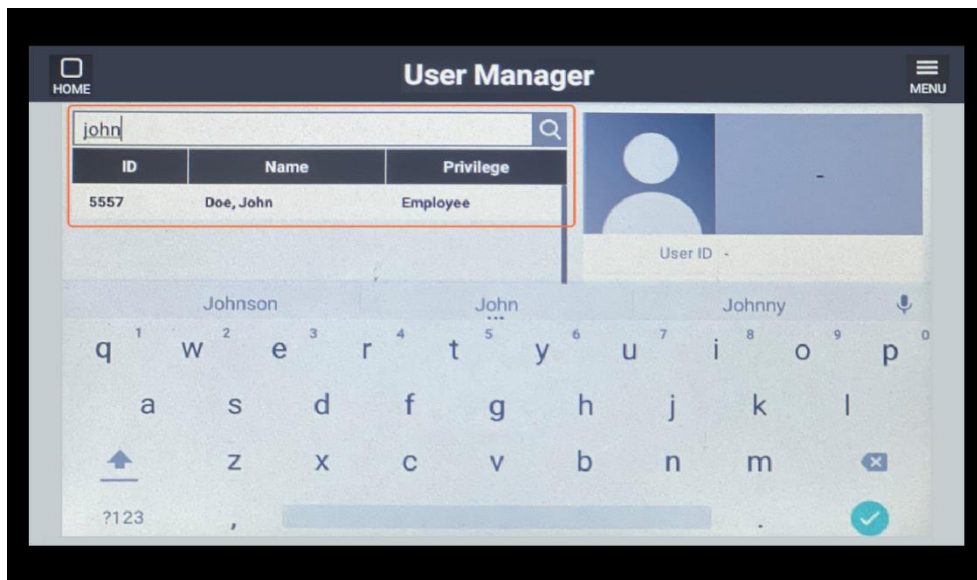 HOME
User Manager
MENU
john
ID Name Privilege
5557 Doe, John Employee
-
User ID -
Johnson John Johnny
q 1 w 2 e 3 r 4 t 5 y 6 u 7 i 8 o 9 p 0
a s d f g h j k l
z x c v b n m
?123 , .